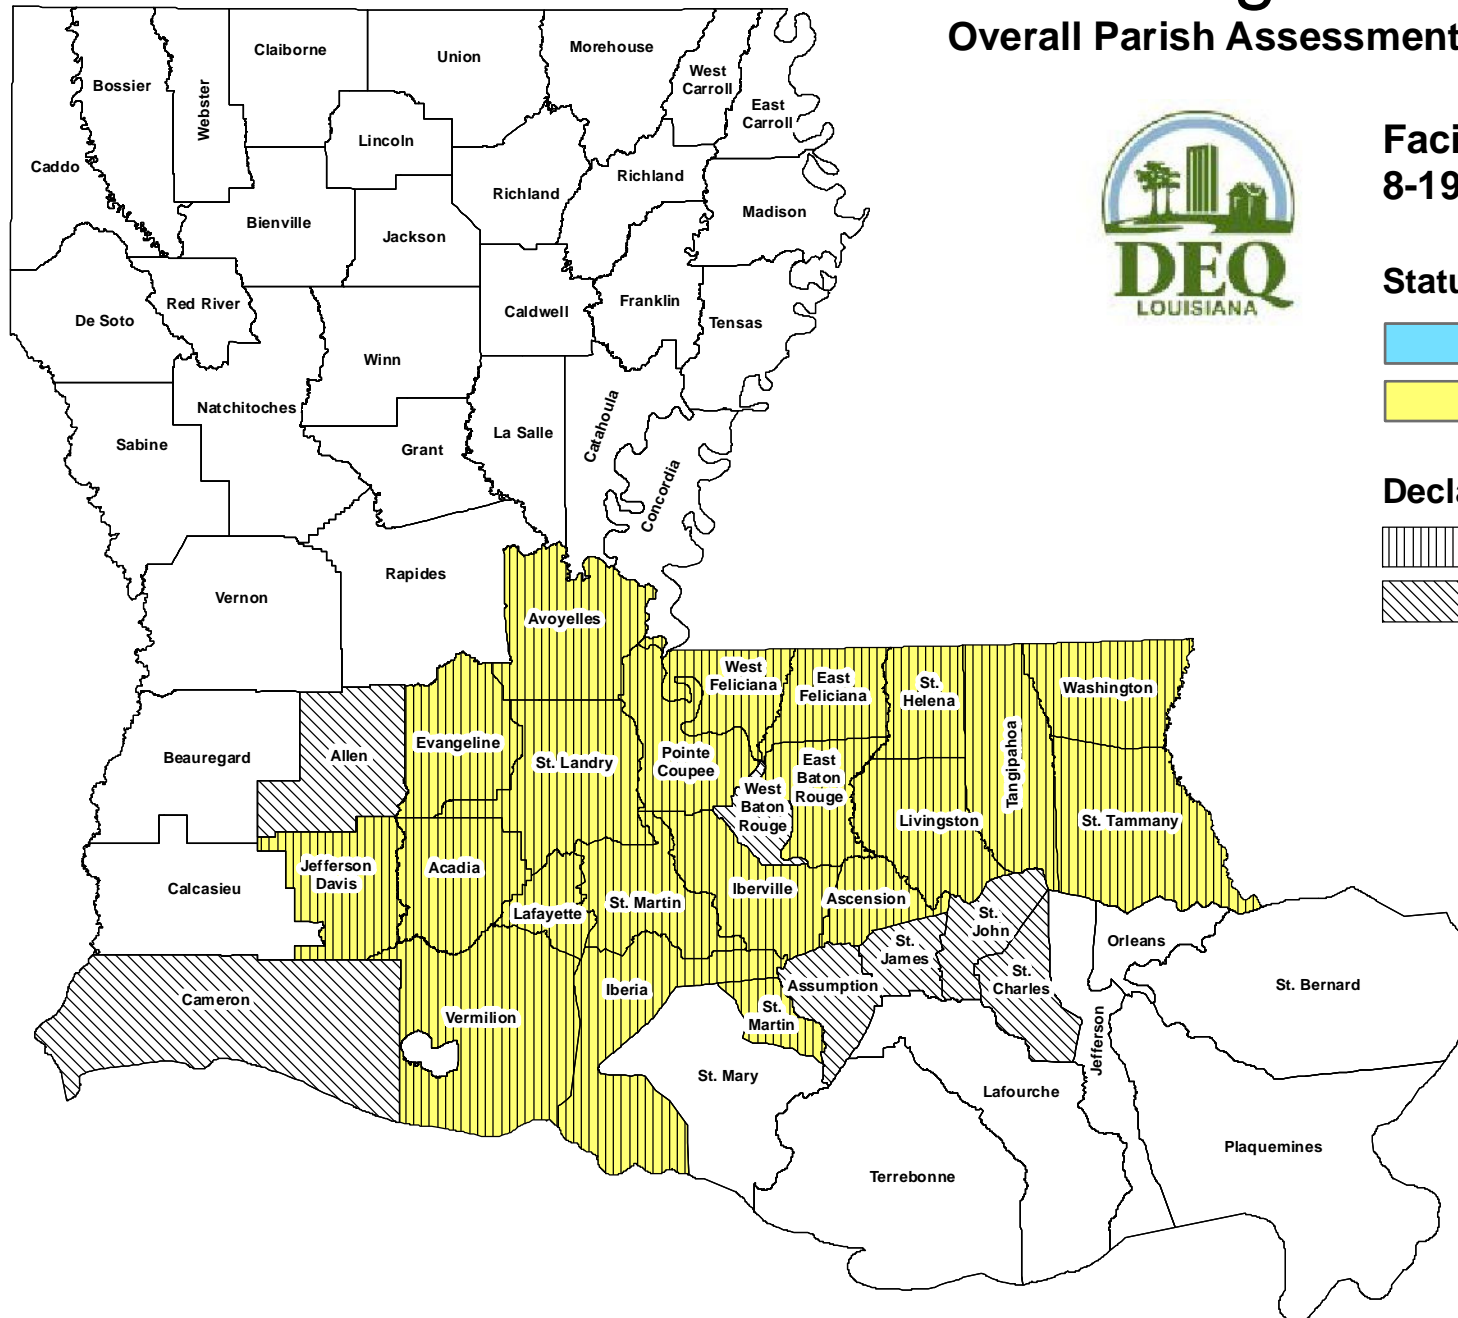 Overall Parish Assessment
Faci
8-19
DEQ
LOUISIANA
Statu
Decla
Caddo
Bossier
Webster
Claiborne
Union
Morehouse
West
Carroll
East
Carroll
Lincoln
Richland
Richland
Madison
Bienville
Jackson
De Soto
Red River
Caldwell
Franklin
Tensas
Winn
Natchitoches
Sabine
Grant
La Salle
Catahoula
Concordia
Vernon
Rapides
Avoyelles
Beauregard
Allen
Evangeline
St. Landry
Pointe
Coupee
West
Feliciana
East
Feliciana
St.
Helena
Tangipahoa
Washington
West
Baton
Rouge
East
Baton
Rouge
Livingston
St. Tammany
Calcasieu
Jefferson
Davis
Acadia
Lafayette
St. Martin
Iberville
Ascension
St.
John
St.
James
St.
Charles
Assumption
Orleans
St. Bernard
Cameron
Vermilion
Iberia
St.
Martin
St. Mary
Jefferson
Lafourche
Terrebonne
Plaquemines